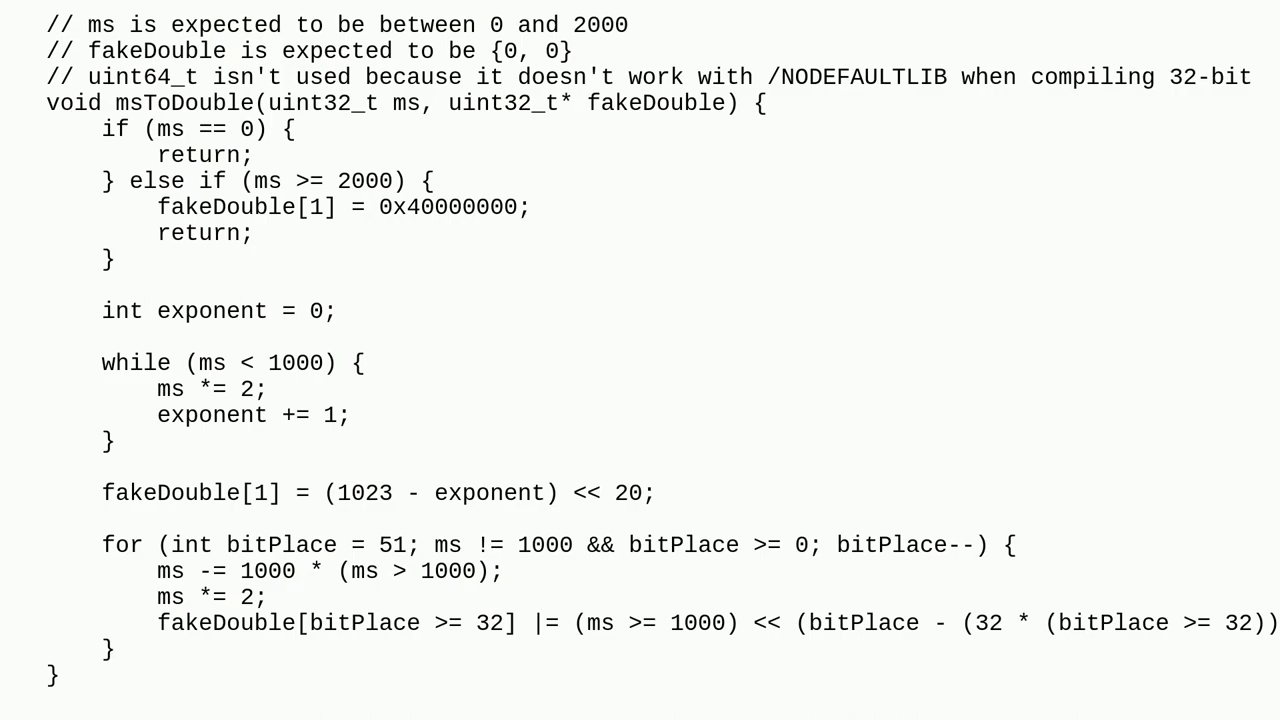 // ms is expected to be between 0 and 2000
// fakeDouble is expected to be {0, 0}
// uint64_t isn't used because it doesn't work with /NODEFAULTLIB when compiling 32-bit
void msToDouble(uint32_t ms, uint32_t* fakeDouble) {
    if (ms == 0) {
        return;
    } else if (ms >= 2000) {
        fakeDouble[1] = 0x40000000;
        return;
    }

    int exponent = 0;

    while (ms < 1000) {
        ms *= 2;
        exponent += 1;
    }

    fakeDouble[1] = (1023 - exponent) << 20;

    for (int bitPlace = 51; ms != 1000 && bitPlace >= 0; bitPlace--) {
        ms -= 1000 * (ms > 1000);
        ms *= 2;
        fakeDouble[bitPlace >= 32] |= (ms >= 1000) << (bitPlace - (32 * (bitPlace >= 32))
    }
}